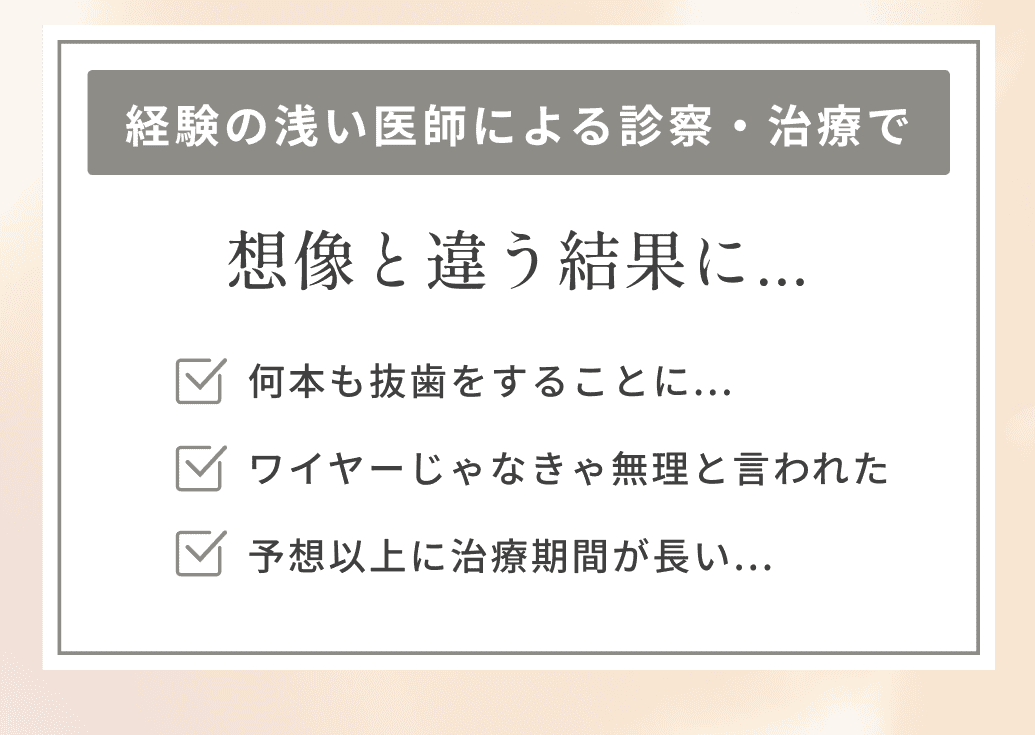 経験の浅い医師による診察・治療で
想像と違う結果に...
何本も抜歯をすることに...
ワイヤーじゃなきゃ無理と言われた
予想以上に治療期間が長い...